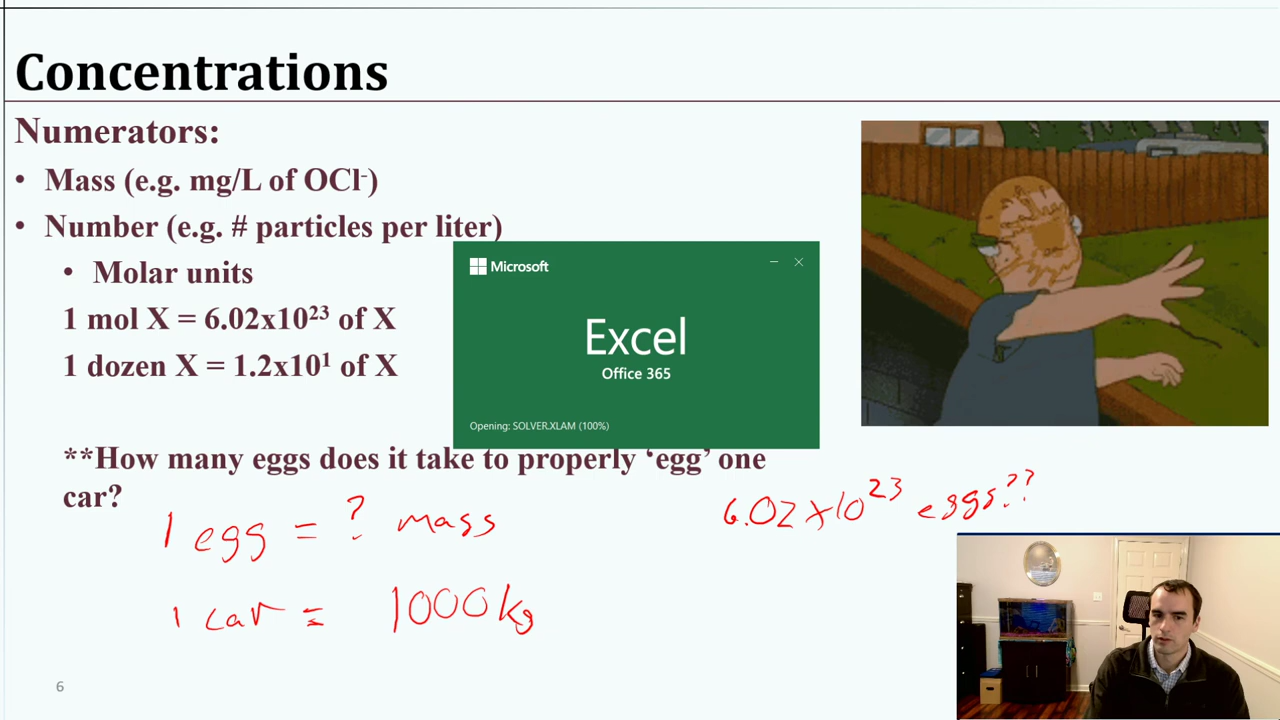 Concentrations
Numerators:
• Mass (e.g. mg/L of OCl⁻)
• Number (e.g. # particles per liter)
• Molar units
1 mol X = 6.02x10²³ of X
1 dozen X = 1.2x10¹ of X
Microsoft
Excel
Office 365
Opening: SOLVER.XLAM (100%)
**How many eggs does it take to properly ‘egg’ one
car?
6.02x10²³ eggs??
1 egg = ? mass
1 car = 1000kg
6